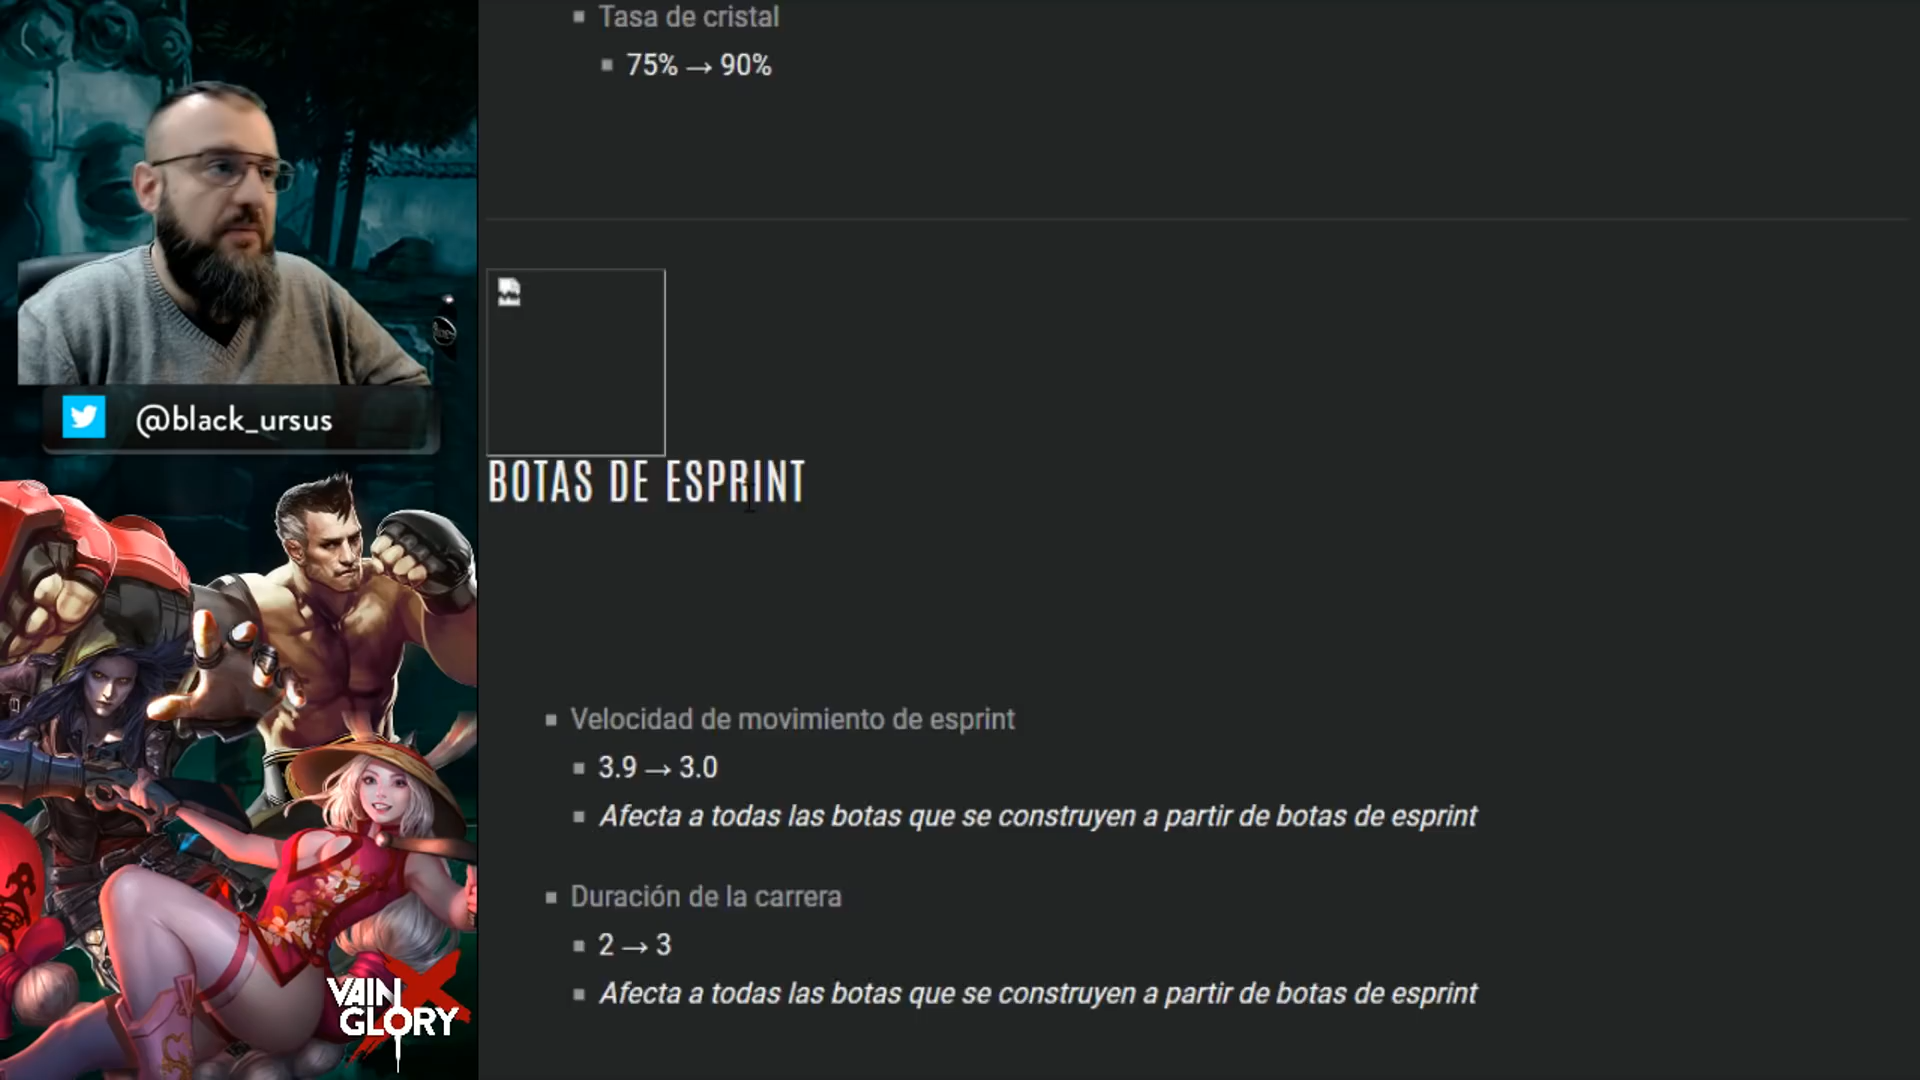 Tasa de cristal
75% → 90%
@black_ursus
BOTAS DE ESPRINT
Velocidad de movimiento de esprint
3.9 → 3.0
Afecta a todas las botas que se construyen a partir de botas de esprint
Duración de la carrera
2 → 3
Afecta a todas las botas que se construyen a partir de botas de esprint
VAIN
GLORY